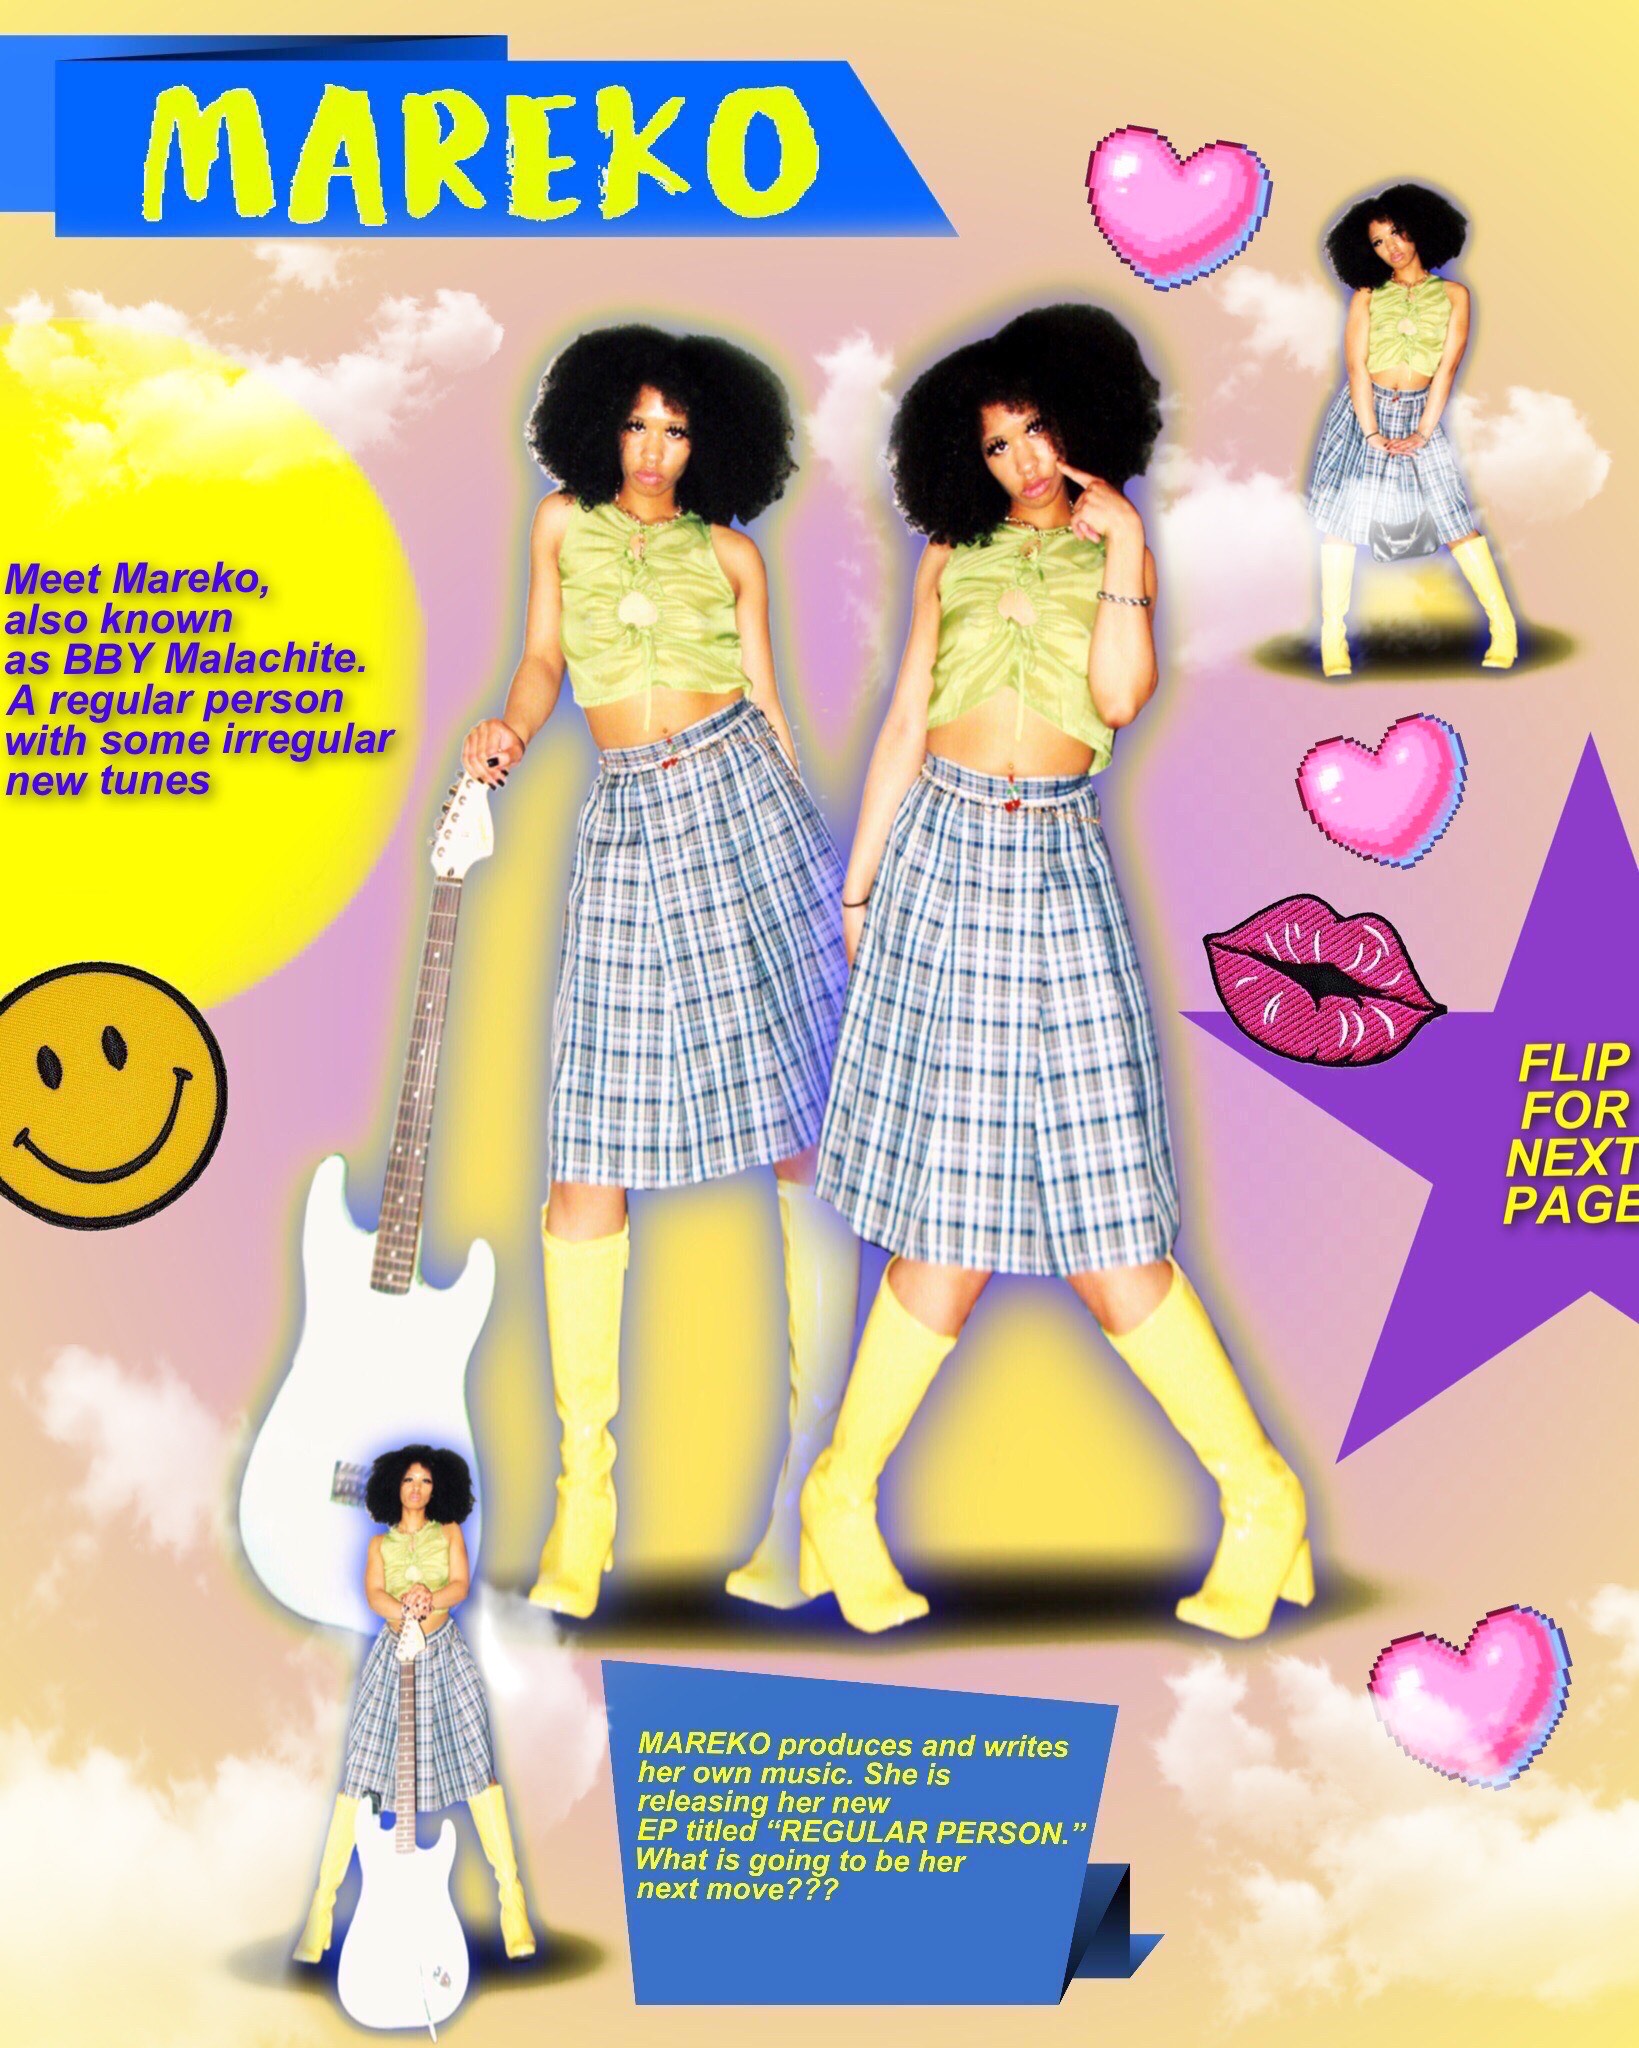 MAREKO
Meet Mareko,
also known
as BBY Malachite.
A regular person
with some irregular
new tunes
FLIP
FOR
NEXT
PAGE
MAREKO produces and writes
her own music. She is
releasing her new
EP titled “REGULAR PERSON.”
What is going to be her
next move???